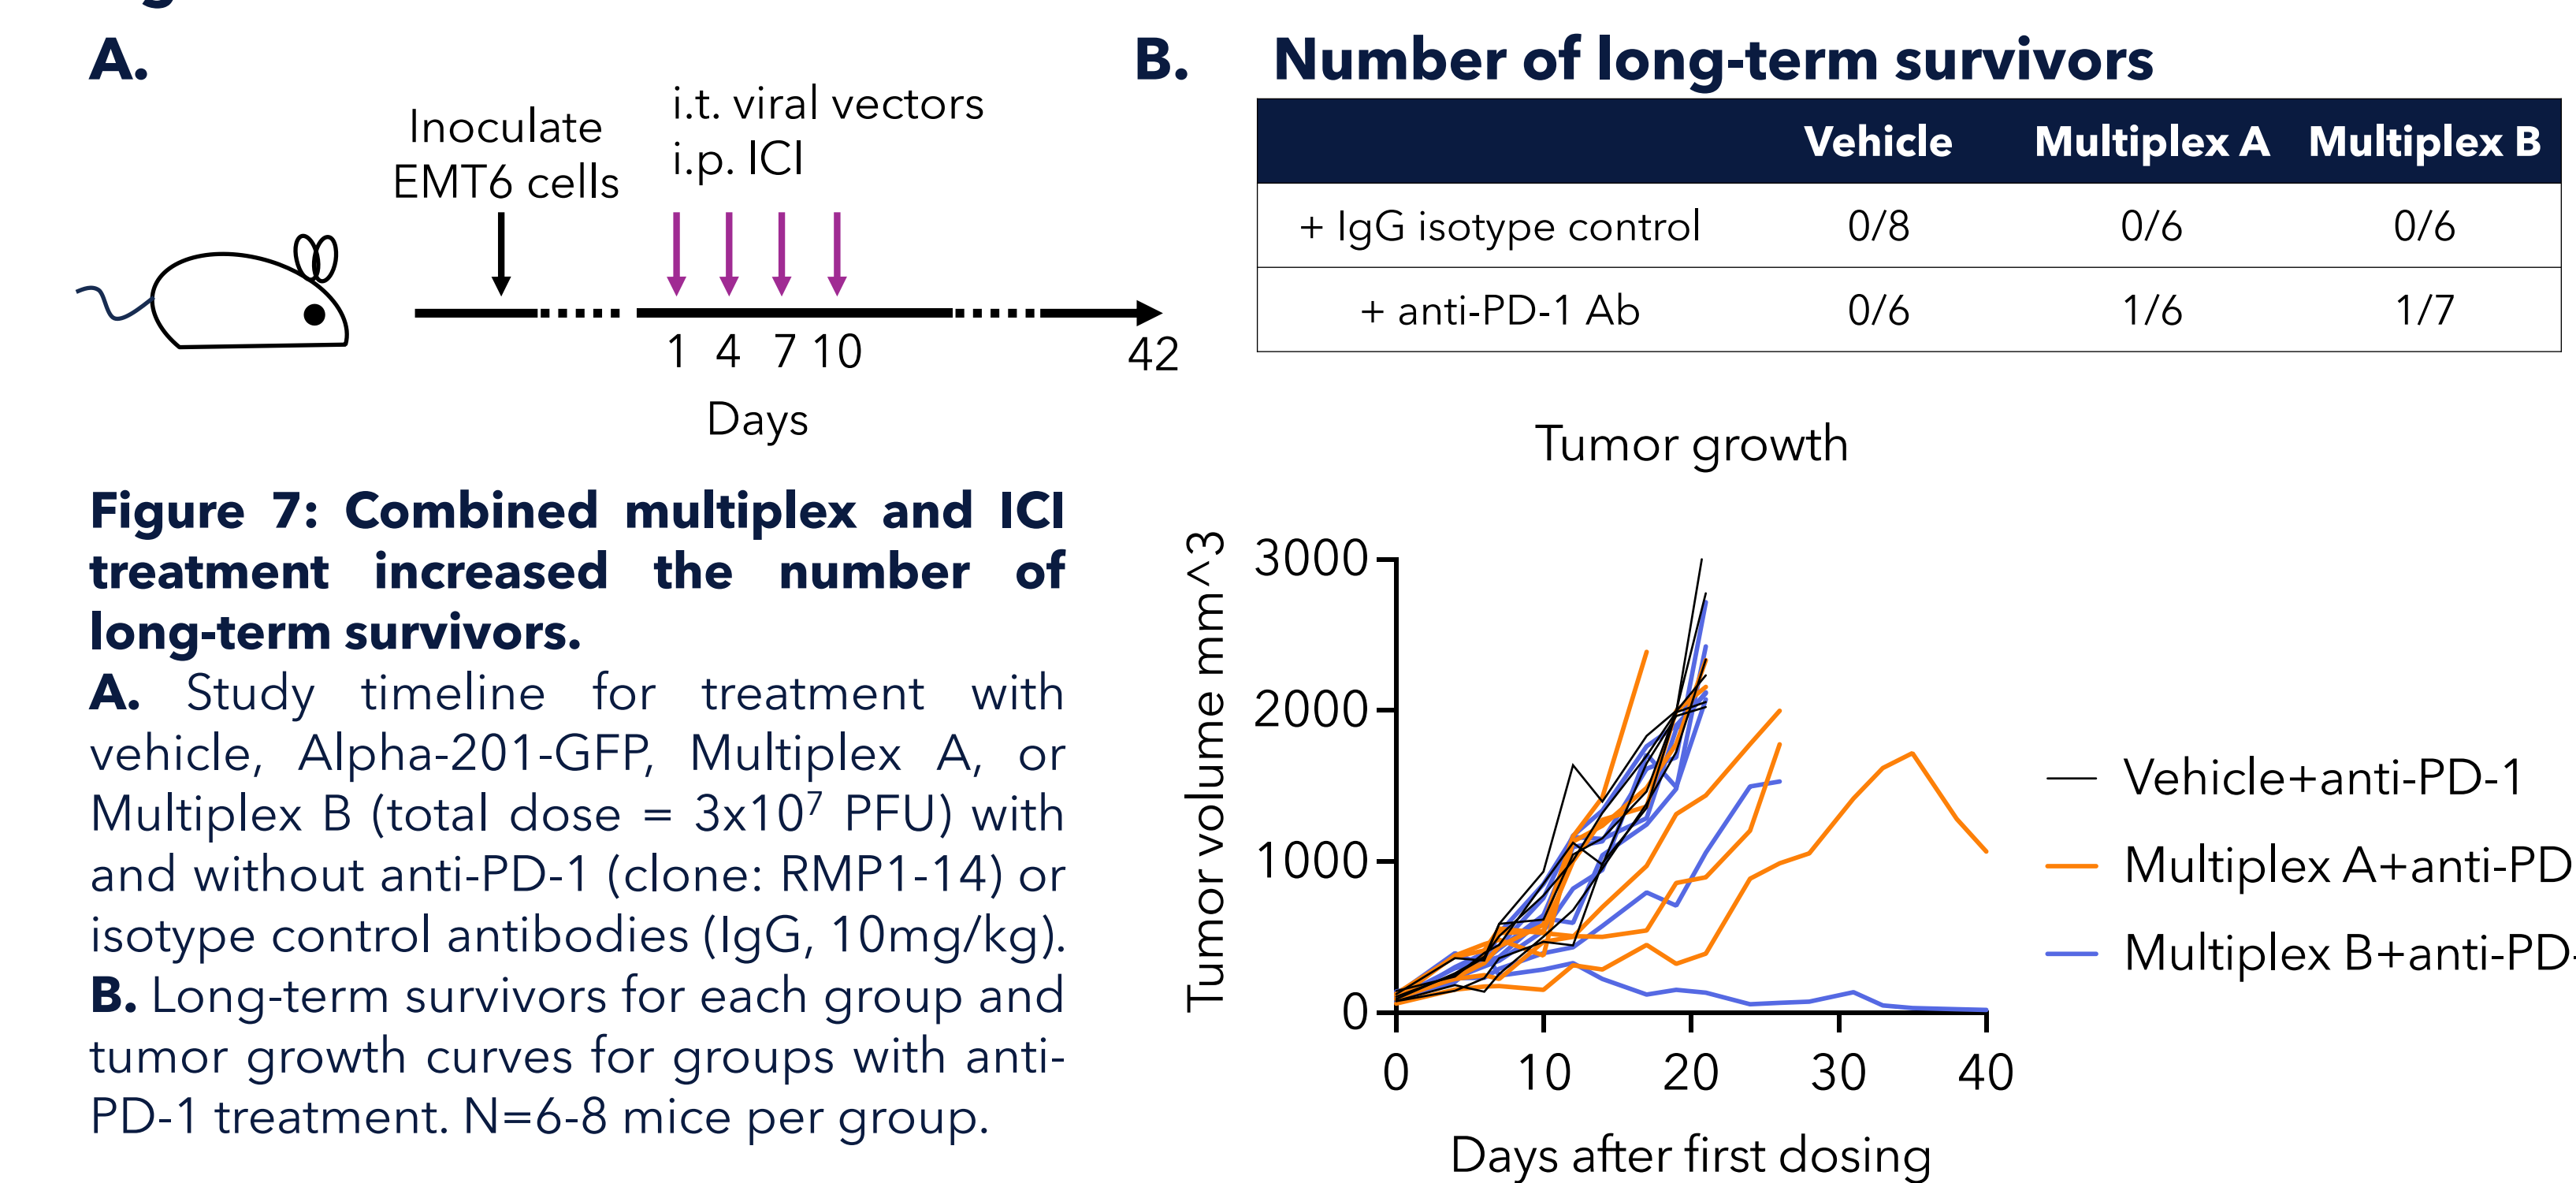 A.
Inoculate
EMT6 cells
i.t. viral vectors
i.p. ICI
1 4 7 10
42
Days
Figure 7: Combined multiplex and ICI
treatment increased the number of
long-term survivors.
A. Study timeline for treatment with
vehicle, Alpha-201-GFP, Multiplex A, or
Multiplex B (total dose = 3x10⁷ PFU) with
and without anti-PD-1 (clone: RMP1-14) or
isotype control antibodies (IgG, 10mg/kg).
B. Long-term survivors for each group and
tumor growth curves for groups with anti-
PD-1 treatment. N=6-8 mice per group.
B. Number of long-term survivors
Vehicle Multiplex A Multiplex B
+ IgG isotype control 0/8 0/6 0/6
+ anti-PD-1 Ab 0/6 1/6 1/7
Tumor growth
Tumor volume mm^3
3000
2000
1000
0
0 10 20 30 40
Days after first dosing
Vehicle+anti-PD-1
Multiplex A+anti-PD
Multiplex B+anti-PD-